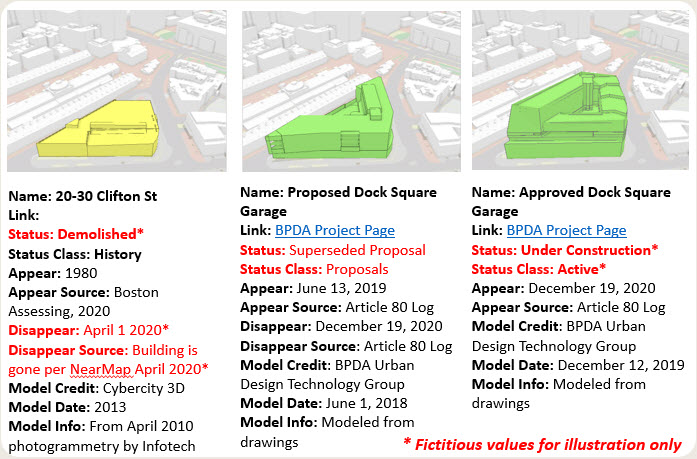 Name: 20-30 Clifton St
Link:
Status: Demolished*
Status Class: History
Appear: 1980
Appear Source: Boston
Assessing, 2020
Disappear: April 1 2020*
Disappear Source: Building is
gone per NearMap April 2020*
Model Credit: Cybercity 3D
Model Date: 2013
Model Info: From April 2010
photogrammetry by Infotech
Name: Proposed Dock Square
Garage
Link: BPDA Project Page
Status: Superseded Proposal
Status Class: Proposals
Appear: June 13, 2019
Appear Source: Article 80 Log
Disappear: December 19, 2020
Disappear Source: Article 80 Log
Model Credit: BPDA Urban
Design Technology Group
Model Date: June 1, 2018
Model Info: Modeled from
drawings
Name: Approved Dock Square
Garage
Link: BPDA Project Page
Status: Under Construction*
Status Class: Active*
Appear: December 19, 2020
Appear Source: Article 80 Log
Model Credit: BPDA Urban
Design Technology Group
Model Date: December 12, 2019
Model Info: Modeled from
drawings
* Fictitious values for illustration only